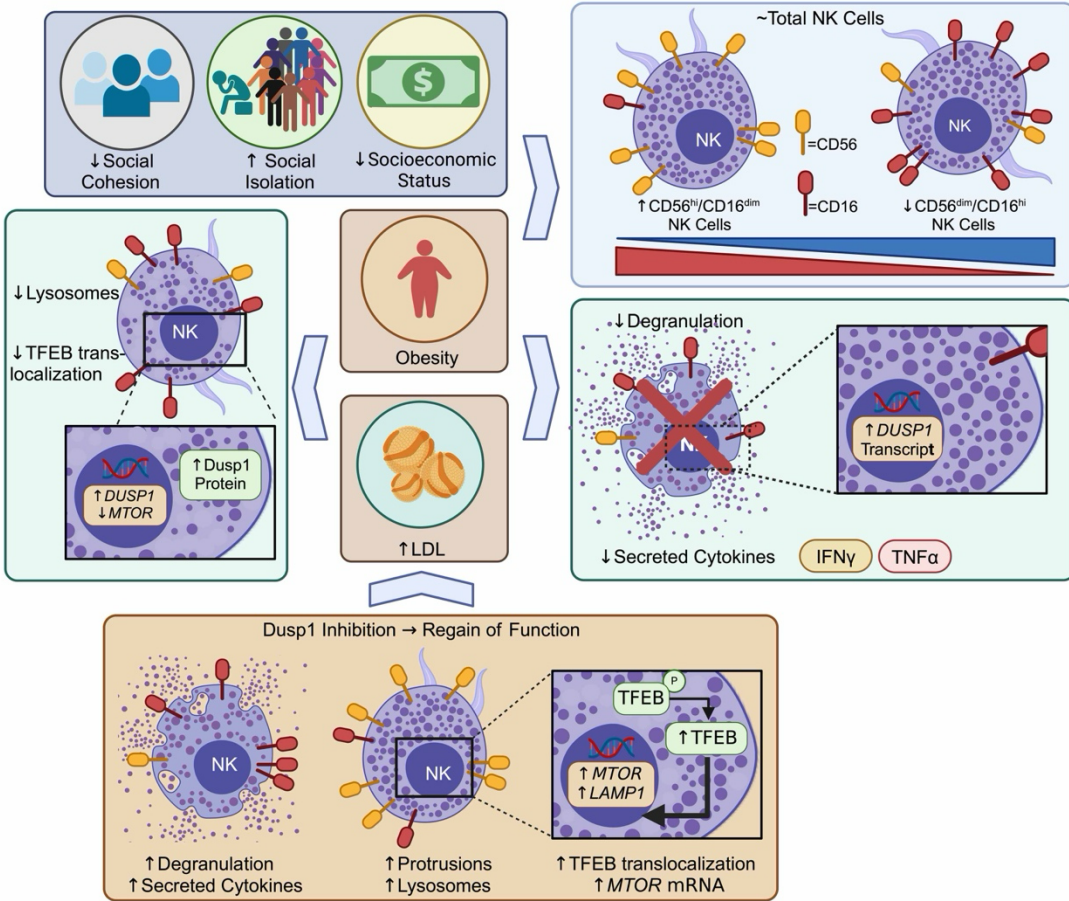 ↓Social
Cohesion
↑ Social
Isolation
↓Socioeconomic
Status
~Total NK Cells
NK
NK
=CD56
=CD16
↑CD56hi/CD16dim
NK Cells
↓CD56dim/CD16hi
NK Cells
↓Lysosomes
NK
↓TFEB trans-
localization
↑DUSP1
↓MTOR
↑Dusp1
Protein
Obesity
↑LDL
↓Degranulation
NK
↑DUSP1
Transcript
↓Secreted Cytokines
IFNγ
TNFα
Dusp1 Inhibition → Regain of Function
NK
↑Degranulation
↑Secreted Cytokines
NK
↑Protrusions
↑Lysosomes
P
TFEB
↑TFEB
↑MTOR
↑LAMP1
↑TFEB translocalization
↑MTOR mRNA